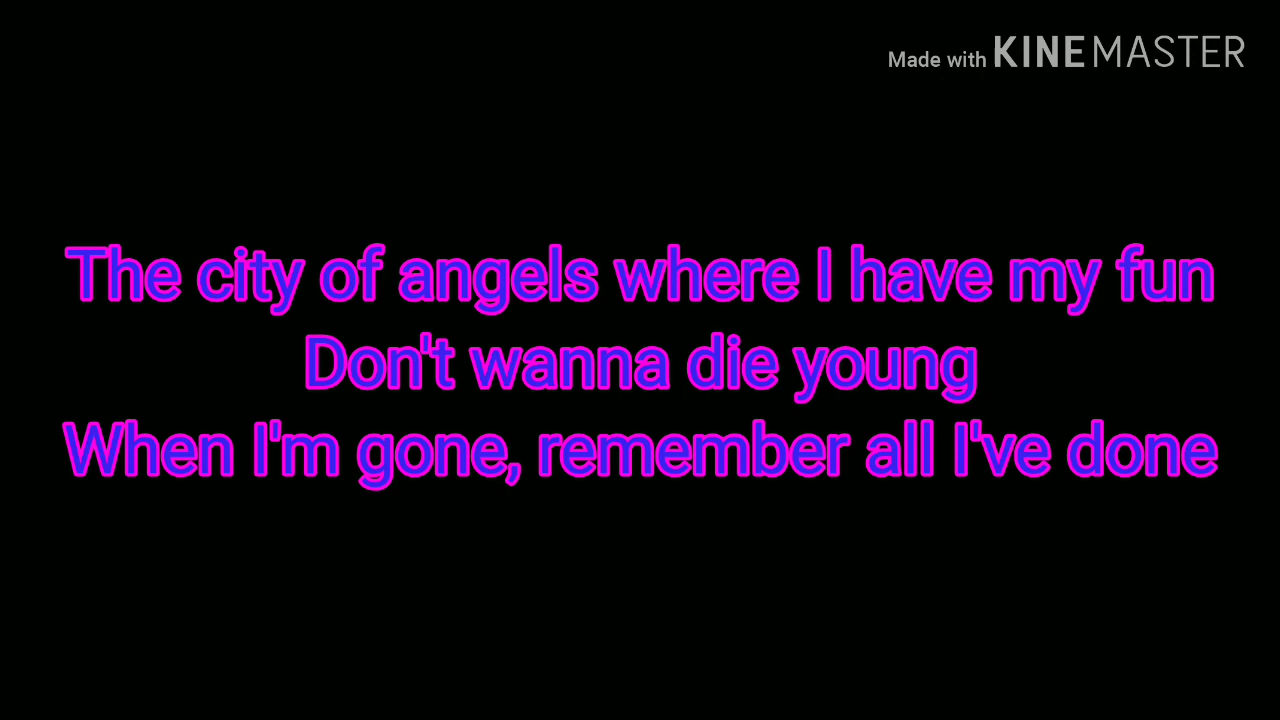 Made with KINEMASTER
The city of angels where I have my fun
Don't wanna die young
When I'm gone, remember all I've done